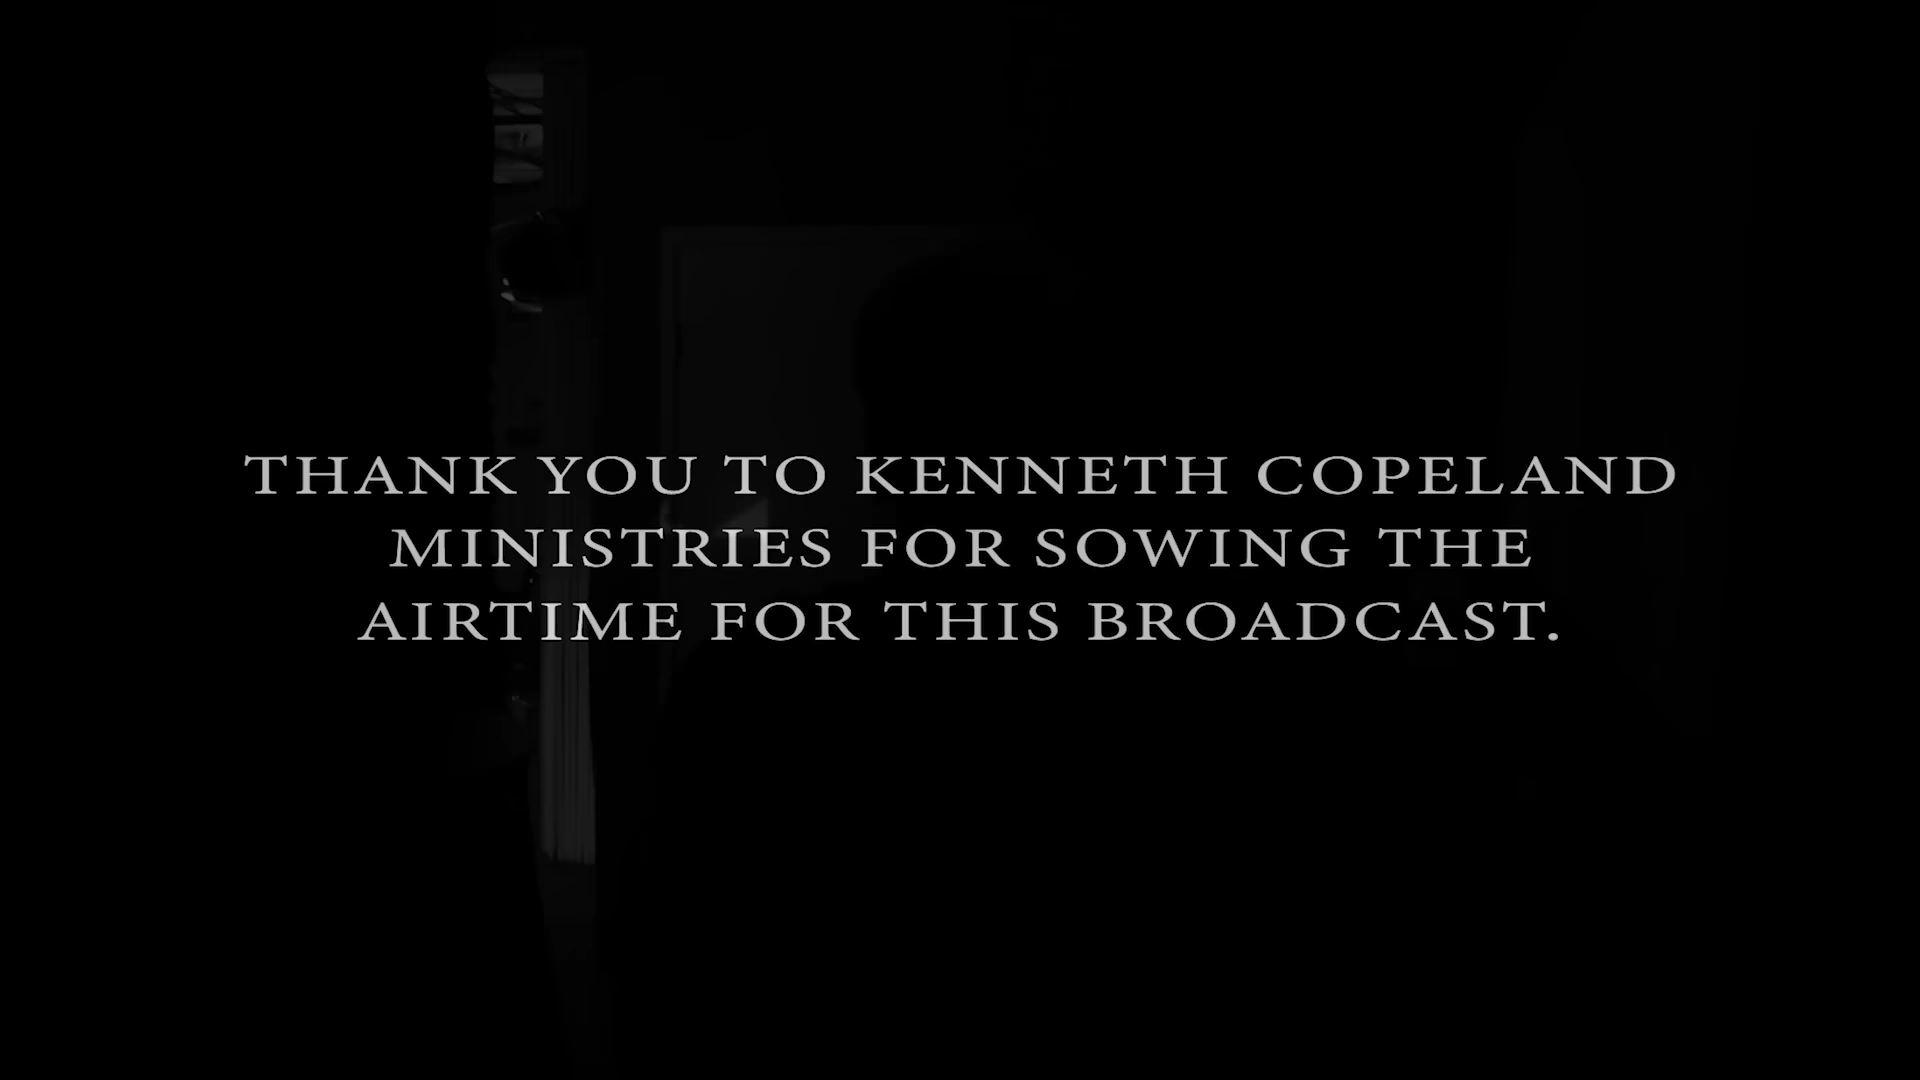 THANK YOU TO KENNETH COPELAND
MINISTRIES FOR SOWING THE
AIRTIME FOR THIS BROADCAST.